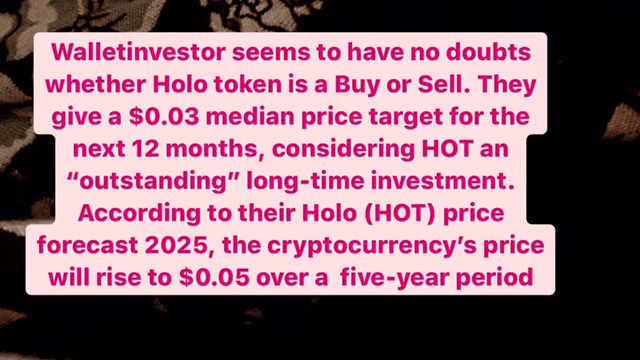 Walletinvestor seems to have no doubts
whether Holo token is a Buy or Sell. They
give a $0.03 median price target for the
next 12 months, considering HOT an
“outstanding” long-time investment.
According to their Holo (HOT) price
forecast 2025, the cryptocurrency’s price
will rise to $0.05 over a  five-year period